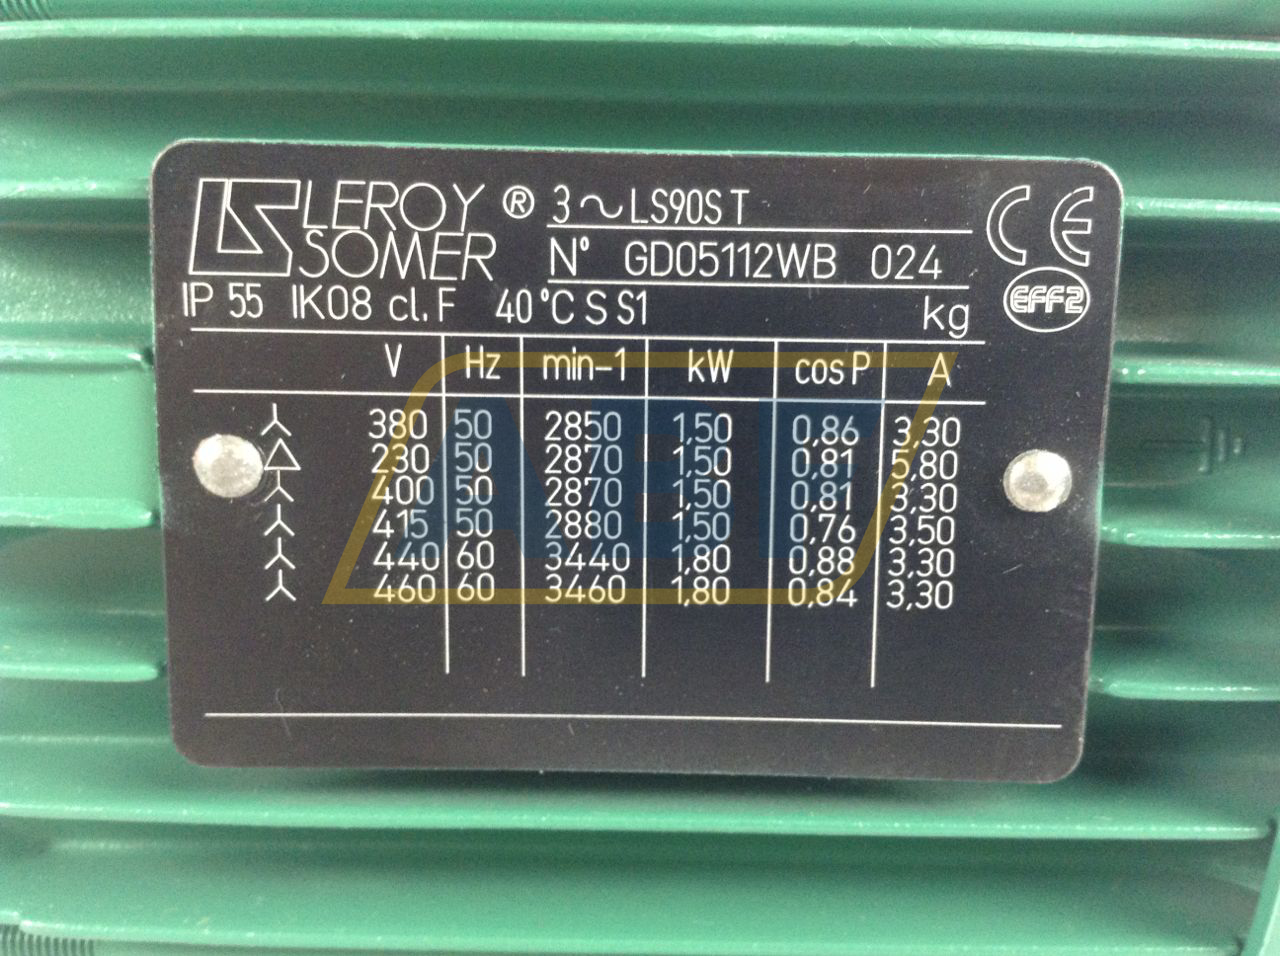 LEROY SOMER ® 3~LS90S T
N° GD05112WB 024
CE
IP 55 IK08 cl.F 40°C S S1 kg
EFF2
V Hz min-1 kW cos P A
380 50 2850 1,50 0,86 3,30
230 50 2870 1,50 0,81 5,80
400 50 2870 1,50 0,81 3,30
415 50 2880 1,50 0,76 3,50
440 60 3440 1,80 0,88 3,30
460 60 3460 1,80 0,84 3,30